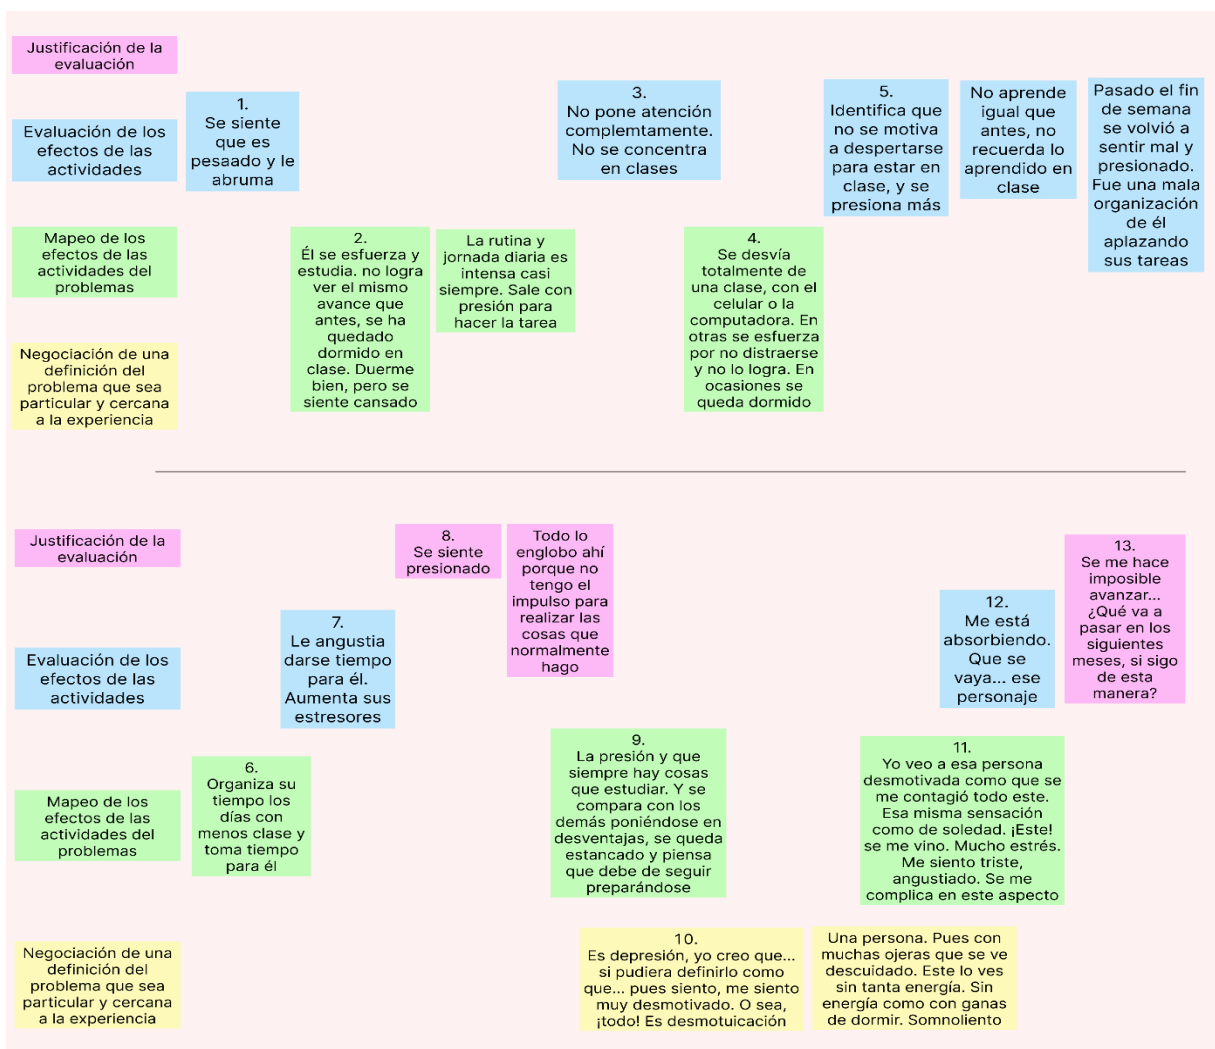 Justificación de la
evaluación
Evaluación de los
efectos de las
actividades
Mapeo de los
efectos de las
actividades del
problemas
Negociación de una
definición del
problema que sea
particular y cercana
a la experiencia
1.
Se siente
que es
pesaado y le
abruma
2.
Él se esfuerza y
estudia. no logra
ver el mismo
avance que
antes, se ha
quedado
dormido en
clase. Duerme
bien, pero se
siente cansado
La rutina y
jornada diaria es
intensa casi
siempre. Sale con
presión para
hacer la tarea
3.
No pone atención
complemtamente.
No se concentra
en clases
4.
Se desvía
totalmente de
una clase, con el
celular o la
computadora. En
otras se esfuerza
por no distraerse
y no lo logra. En
ocasiones se
queda dormido
5.
Identifica que
no se motiva
a despertarse
para estar en
clase, y se
presiona más
No aprende
igual que
antes, no
recuerda lo
aprendido en
clase
Pasado el fin
de semana
se volvió a
sentir mal y
presionado.
Fue una mala
organización
de él
aplazando
sus tareas
Justificación de la
evaluación
Evaluación de los
efectos de las
actividades
Mapeo de los
efectos de las
actividades del
problemas
Negociación de una
definición del
problema que sea
particular y cercana
a la experiencia
6.
Organiza su
tiempo los
días con
menos clase y
toma tiempo
para él
7.
Le angustia
darse tiempo
para él.
Aumenta sus
estresores
8.
Se siente
presionado
Todo lo
englobo ahí
porque no
tengo el
impulso para
realizar las
cosas que
normalmente
hago
9.
La presión y que
siempre hay cosas
que estudiar. Y se
compara con los
demás poniéndose en
desventajas, se queda
estancado y piensa
que debe de seguir
preparándose
10.
Es depresión, yo creo que...
si pudiera definirlo como
que... pues siento, me siento
muy desmotivado. O sea,
¡todo! Es desmotuicación
Una persona. Pues con
muchas ojeras que se ve
descuidado. Este lo ves
sin tanta energía. Sin
energía como con ganas
de dormir. Somnoliento
11.
Yo veo a esa persona
desmotivada como que se
me contagió todo este.
Esa misma sensación
como de soledad. ¡Este!
se me vino. Mucho estrés.
Me siento triste,
angustiado. Se me
complica en este aspecto
12.
Me está
absorbiendo.
Que se
vaya... ese
personaje
13.
Se me hace
imposible
avanzar...
¿Qué va a
pasar en los
siguientes
meses, si sigo
de esta
manera?